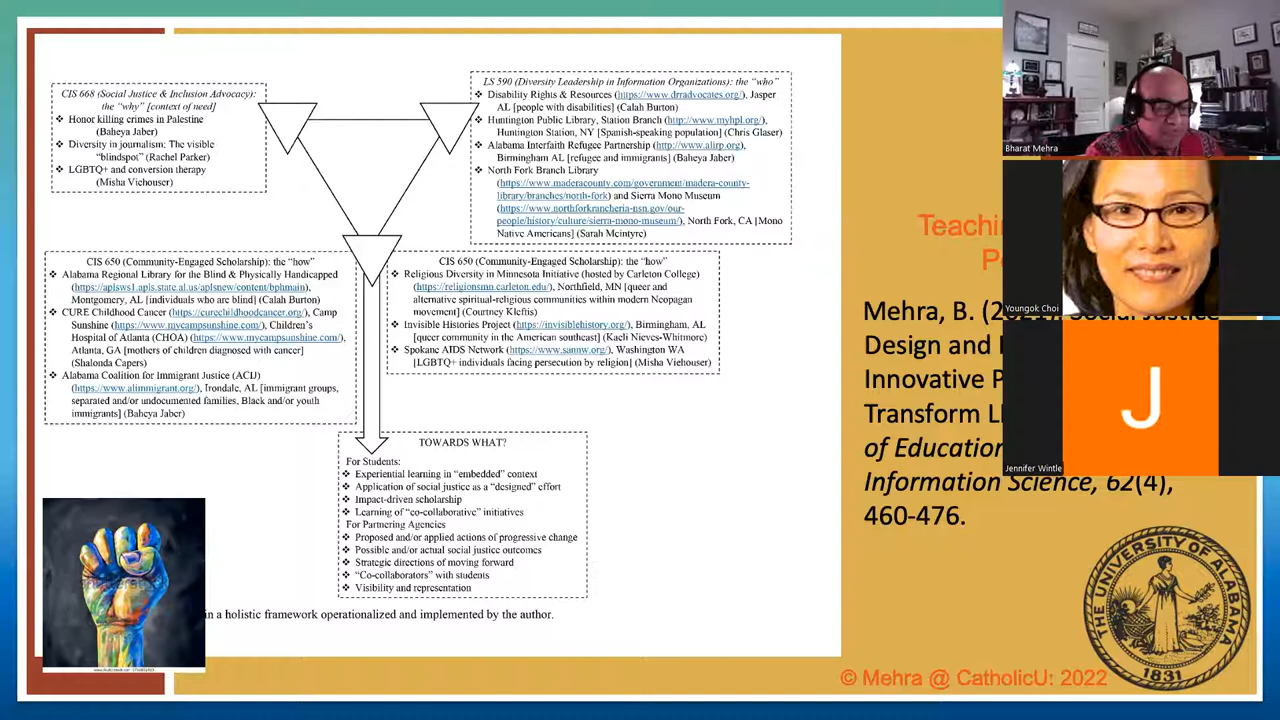 CIS 668 (Social Justice & Inclusion Advocacy):
the “why” [context of need]
❖ Honor killing crimes in Palestine
(Baheya Jaber)
❖ Diversity in journalism: The visible
“blindspot” (Rachel Parker)
❖ LGBTQ+ and conversion therapy
(Misha Viehouser)
LS 590 (Diversity Leadership in Information Organizations): the “who”
❖ Disability Rights & Resources (https://www.drradvocates.org/), Jasper
AL [people with disabilities] (Calah Burton)
❖ Huntington Public Library, Station Branch (http://www.myhpl.org/),
Huntington Station, NY [Spanish-speaking population] (Chris Glaser)
❖ Alabama Interfaith Refugee Partnership (http://www.alirp.org),
Birmingham AL [refugee and immigrants] (Baheya Jaber)
❖ North Fork Branch Library
(https://www.maderacounty.com/government/madera-county-
library/branches/north-fork) and Sierra Mono Museum
(https://www.northforkrancheria-nsn.gov/our-
people/history/culture/sierra-mono-museum/), North Fork, CA [Mono
Native Americans] (Sarah Mcintyre)
CIS 650 (Community-Engaged Scholarship): the “how”
❖ Alabama Regional Library for the Blind & Physically Handicapped
(https://aplsws1.apls.state.al.us/aplsnew/content/bphmain),
Montgomery, AL [individuals who are blind] (Calah Burton)
❖ CURE Childhood Cancer (https://curechildhoodcancer.org/), Camp
Sunshine (https://www.mycampsunshine.com/), Children’s
Hospital of Atlanta (CHOA) (https://www.mycampsunshine.com/),
Atlanta, GA [mothers of children diagnosed with cancer]
(Shalonda Capers)
❖ Alabama Coalition for Immigrant Justice (ACIJ)
(https://www.alimmigrant.org/), Irondale, AL [immigrant groups,
separated and/or undocumented families, Black and/or youth
immigrants] (Baheya Jaber)
CIS 650 (Community-Engaged Scholarship): the “how”
❖ Religious Diversity in Minnesota Initiative (hosted by Carleton College)
(https://religionsmn.carleton.edu/), Northfield, MN [queer and
alternative spiritual-religious communities within modern Neopagan
movement] (Courtney Kleftis)
❖ Invisible Histories Project (https://invisiblehistory.org/), Birmingham, AL
[queer community in the American southeast] (Kaeli Nieves-Whitmore)
❖ Spokane AIDS Network (https://www.sannw.org/), Washington WA
[LGBTQ+ individuals facing persecution by religion] (Misha Viehouser)
TOWARDS WHAT?
For Students:
❖ Experiential learning in “embedded” context
❖ Application of social justice as a “designed” effort
❖ Impact-driven scholarship
❖ Learning of “co-collaborative” initiatives
For Partnering Agencies
❖ Proposed and/or applied actions of progressive change
❖ Possible and/or actual social justice outcomes
❖ Strategic directions of moving forward
❖ “Co-collaborators” with students
❖ Visibility and representation
in a holistic framework operationalized and implemented by the author.
Mehra, B. Social Justice
Design and
Innovative
Transform
of Education
Information Science, 62(4),
460-476.
Bharat Mehra
Youngok Choi
J
Jennifer Wintle
THE UNIVERSITY OF ALABAMA
1831
© Mehra @ CatholicU: 2022